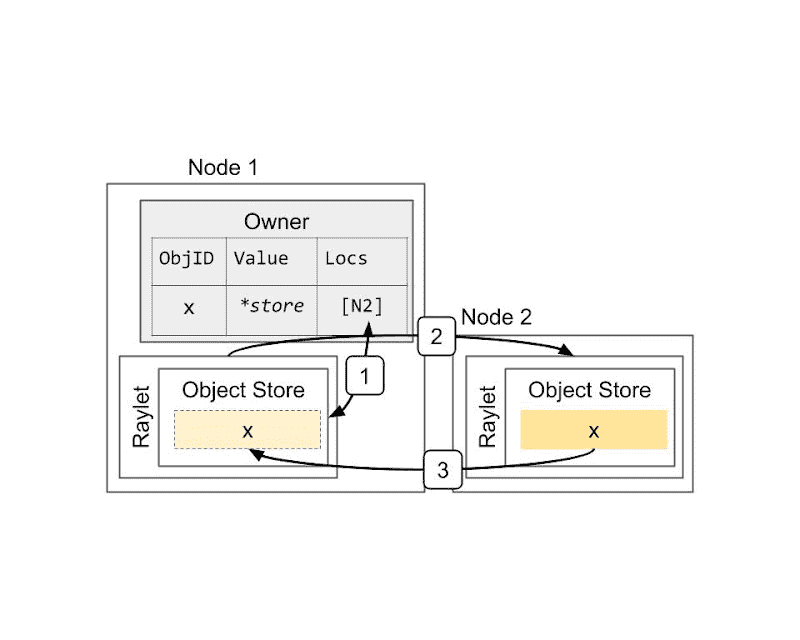 Node 1
Owner
ObjID Value Locs
x *store [N2]
Node 2
2
1
Raylet
Object Store
x
Raylet
Object Store
x
3